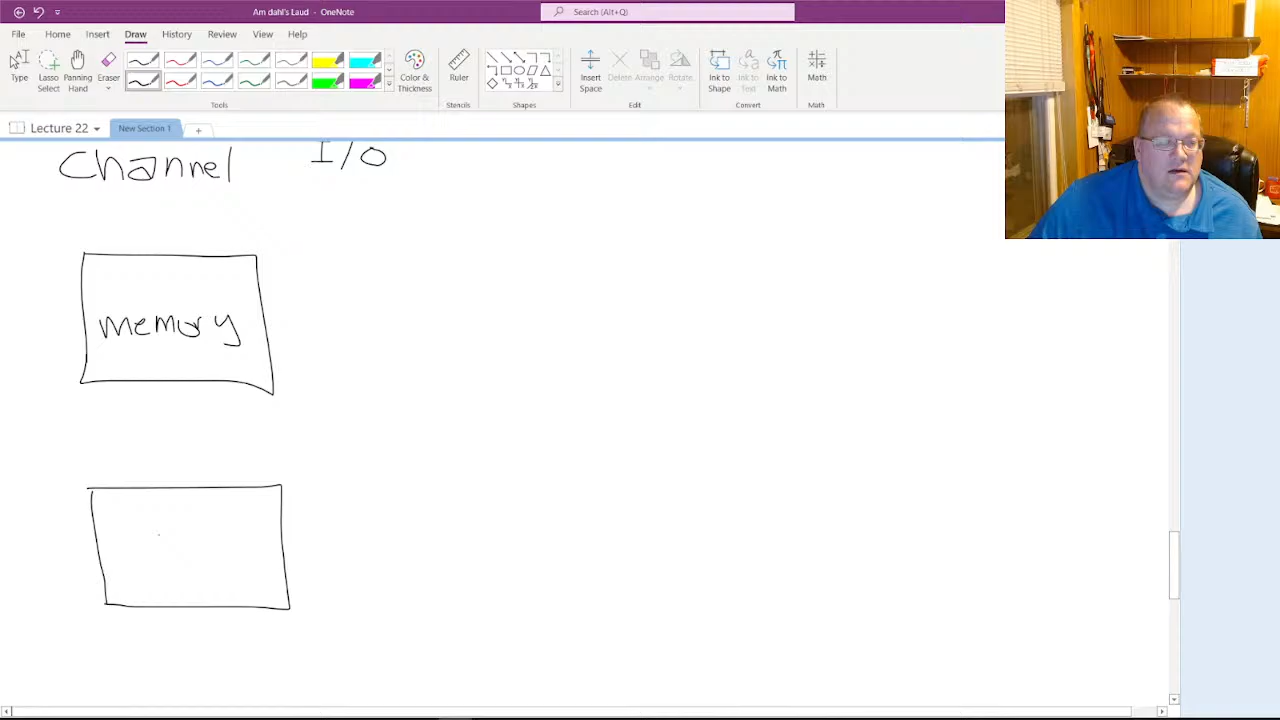 Am dahl's Laud - OneNote
Search (Alt+Q)
File Home Insert Draw History Review View Help
Type Lasso Select Panning Hand Eraser Thickness Ruler Insert Space Delete Arrange Rotate Ink to Shape Ink to Text Ink to Math Math
Tools Stencils Shapes Edit Convert Math
Lecture 22 New Section 1
Channel I/O
memory